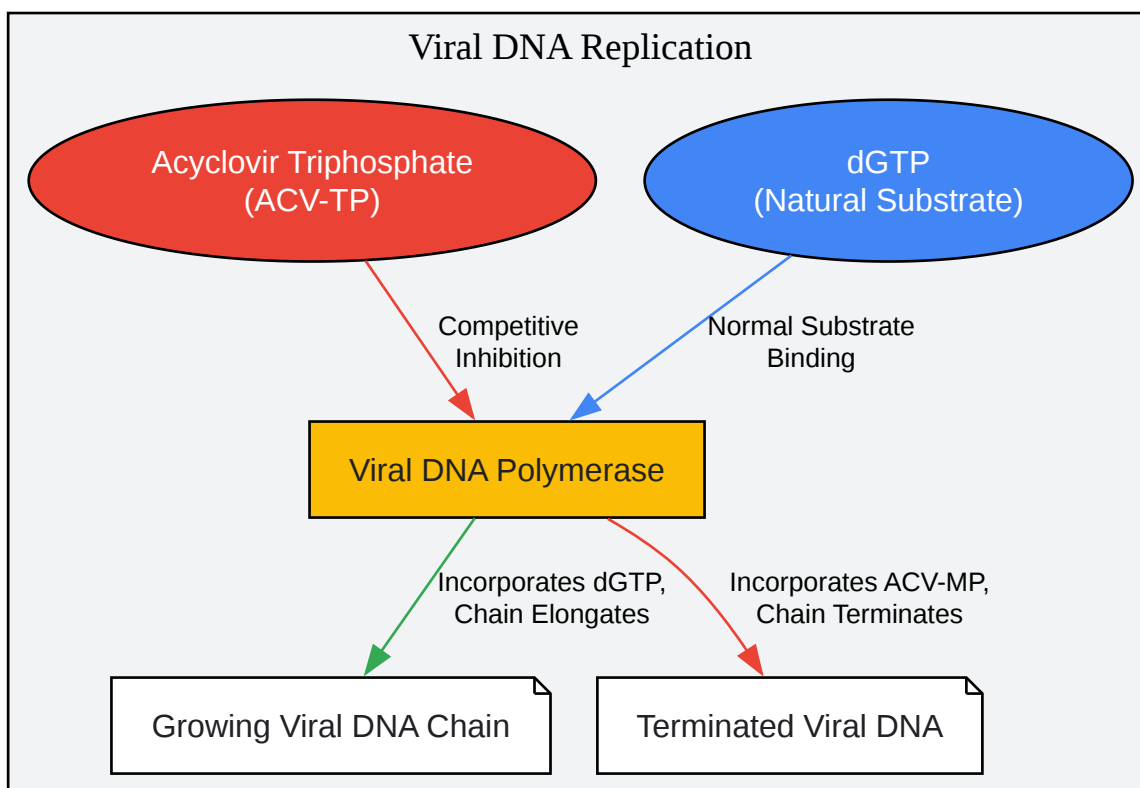 Viral DNA Replication
Acyclovir Triphosphate
(ACV-TP)
dGTP
(Natural Substrate)
Competitive
Inhibition
Normal Substrate
Binding
Viral DNA Polymerase
Incorporates dGTP,
Chain Elongates
Incorporates ACV-MP,
Chain Terminates
Growing Viral DNA Chain
Terminated Viral DNA